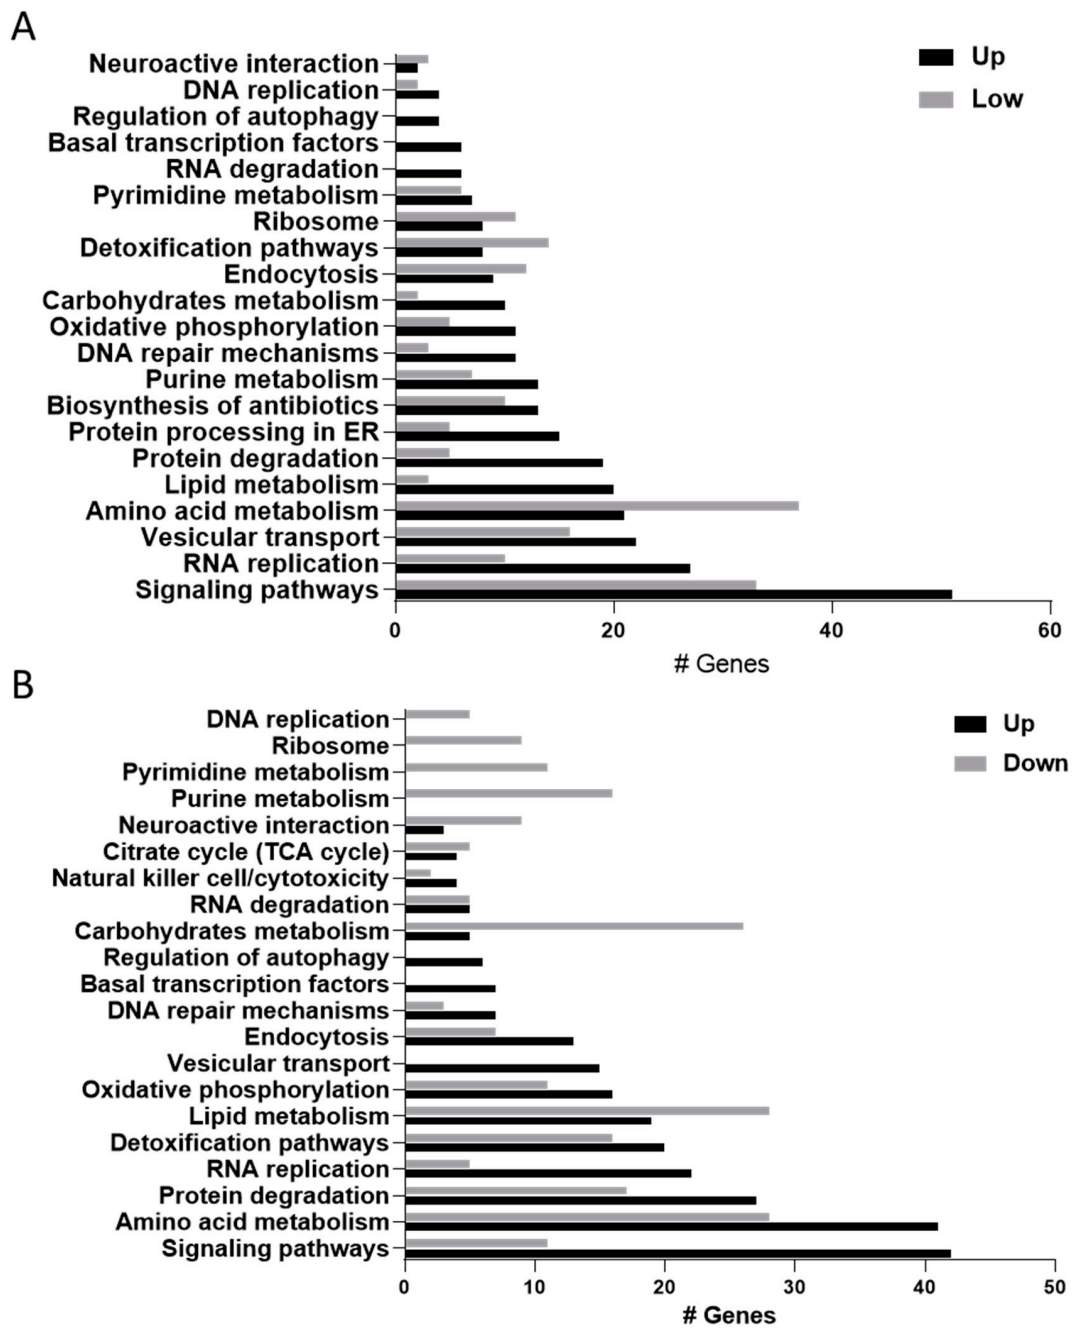 A
Up
Low
Neuroactive interaction
DNA replication
Regulation of autophagy
Basal transcription factors
RNA degradation
Pyrimidine metabolism
Ribosome
Detoxification pathways
Endocytosis
Carbohydrates metabolism
Oxidative phosphorylation
DNA repair mechanisms
Purine metabolism
Biosynthesis of antibiotics
Protein processing in ER
Protein degradation
Lipid metabolism
Amino acid metabolism
Vesicular transport
RNA replication
Signaling pathways
0 20 40 60
# Genes
B
Up
Down
DNA replication
Ribosome
Pyrimidine metabolism
Purine metabolism
Neuroactive interaction
Citrate cycle (TCA cycle)
Natural killer cell/cytotoxicity
RNA degradation
Carbohydrates metabolism
Regulation of autophagy
Basal transcription factors
DNA repair mechanisms
Endocytosis
Vesicular transport
Oxidative phosphorylation
Lipid metabolism
Detoxification pathways
RNA replication
Protein degradation
Amino acid metabolism
Signaling pathways
0 10 20 30 40 50
# Genes